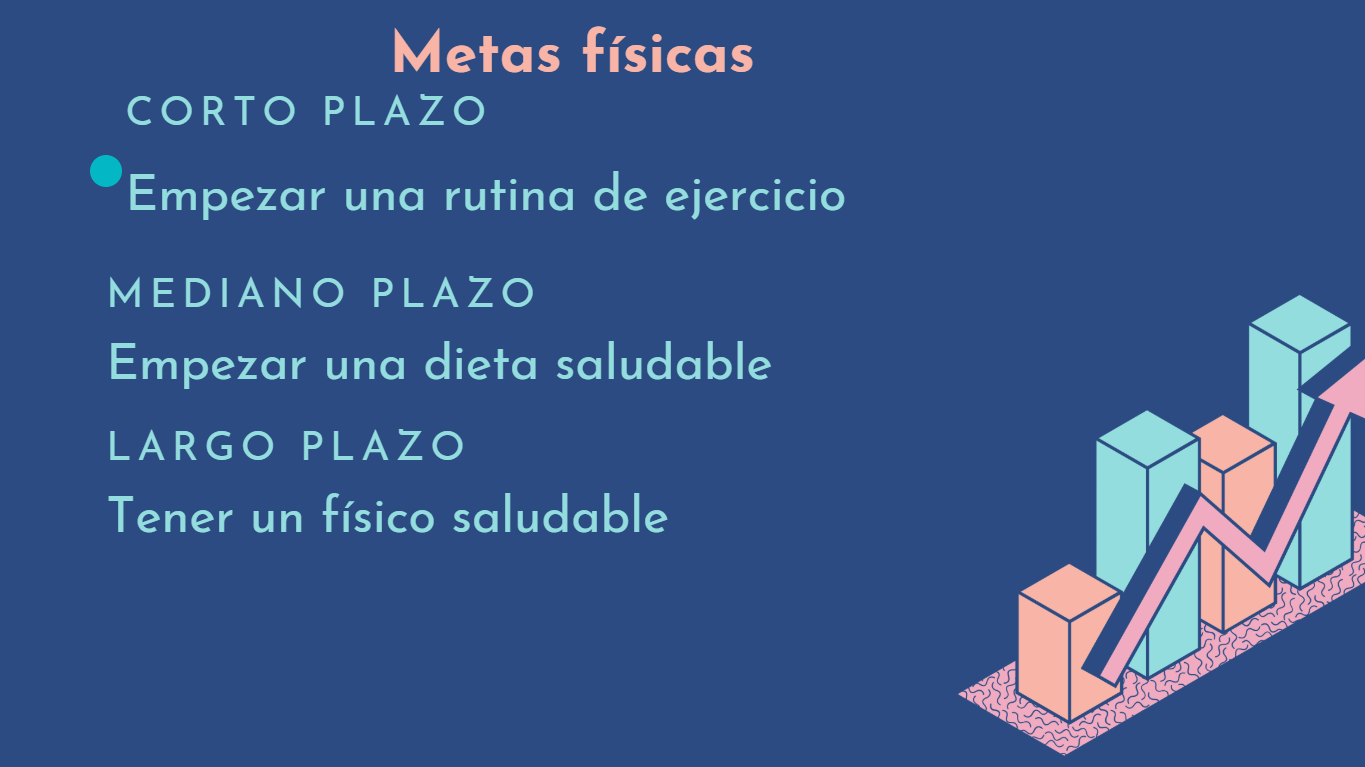 Metas físicas
CORTO PLAZO
Empezar una rutina de ejercicio
MEDIANO PLAZO
Empezar una dieta saludable
LARGO PLAZO
Tener un físico saludable